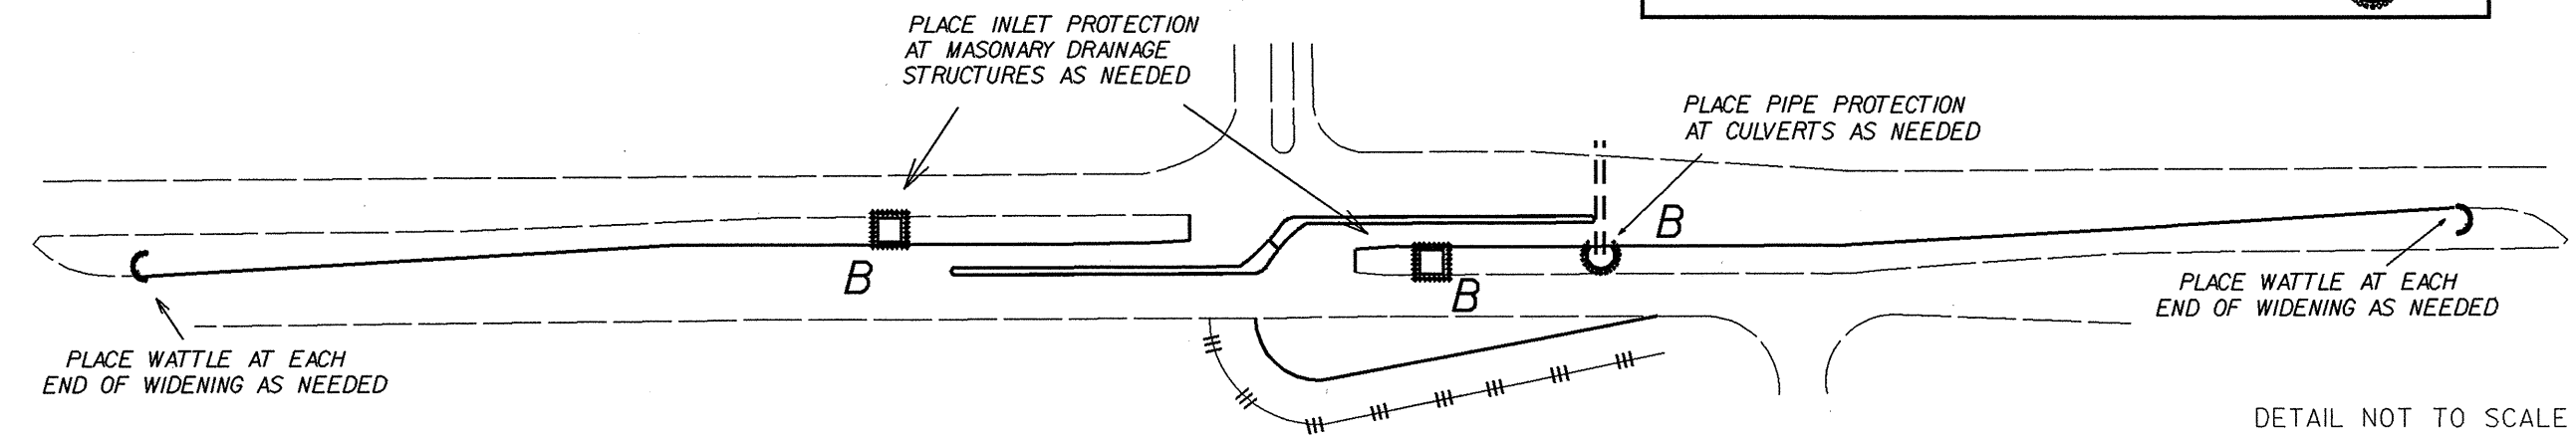 PLACE INLET PROTECTION
AT MASONARY DRAINAGE
STRUCTURES AS NEEDED
PLACE PIPE PROTECTION
AT CULVERTS AS NEEDED
B
B
B
PLACE WATTLE AT EACH
END OF WIDENING AS NEEDED
PLACE WATTLE AT EACH
END OF WIDENING AS NEEDED
DETAIL NOT TO SCALE